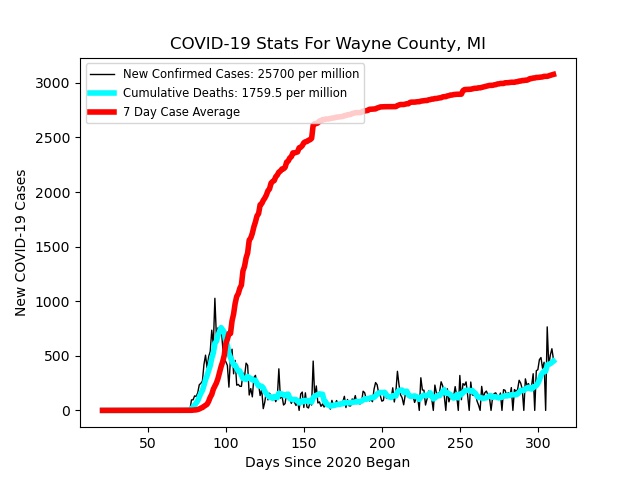 COVID-19 Stats For Wayne County, MI
New Confirmed Cases: 25700 per million
Cumulative Deaths: 1759.5 per million
7 Day Case Average
New COVID-19 Cases
3000
2500
2000
1500
1000
500
0
50 100 150 200 250 300
Days Since 2020 Began